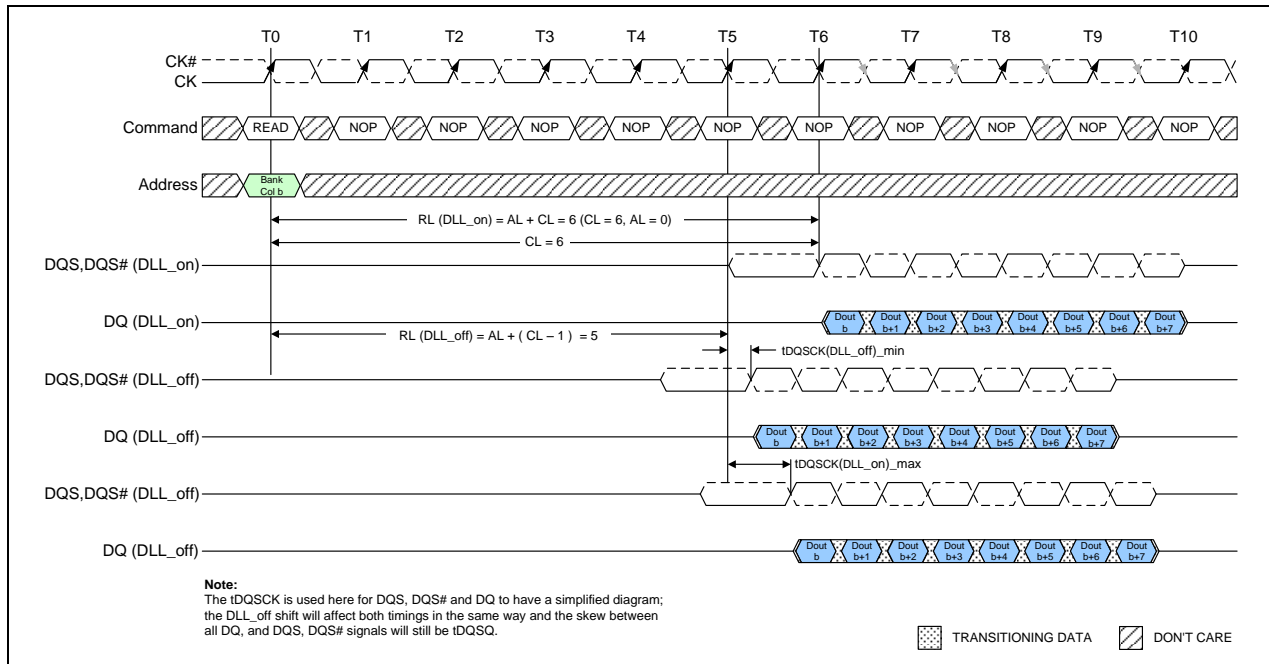 T0 T1 T2 T3 T4 T5 T6 T7 T8 T9 T10
CK#
CK
Command READ NOP NOP NOP NOP NOP NOP NOP NOP NOP NOP
Address Bank
Col b
RL (DLL_on) = AL + CL = 6 (CL = 6, AL = 0)
CL = 6
DQS,DQS# (DLL_on)
DQ (DLL_on) Dout Dout Dout Dout Dout Dout Dout Dout
b b+1 b+2 b+3 b+4 b+5 b+6 b+7
RL (DLL_off) = AL + ( CL – 1 ) = 5
tDQSCK(DLL_off)_min
DQS,DQS# (DLL_off)
DQ (DLL_off) Dout Dout Dout Dout Dout Dout Dout Dout
b b+1 b+2 b+3 b+4 b+5 b+6 b+7
tDQSCK(DLL_on)_max
DQS,DQS# (DLL_off)
DQ (DLL_off) Dout Dout Dout Dout Dout Dout Dout Dout
b b+1 b+2 b+3 b+4 b+5 b+6 b+7
Note:
The tDQSCK is used here for DQS, DQS# and DQ to have a simplified diagram;
the DLL_off shift will affect both timings in the same way and the skew between
all DQ, and DQS, DQS# signals will still be tDQSQ.
TRANSITIONING DATA DON'T CARE